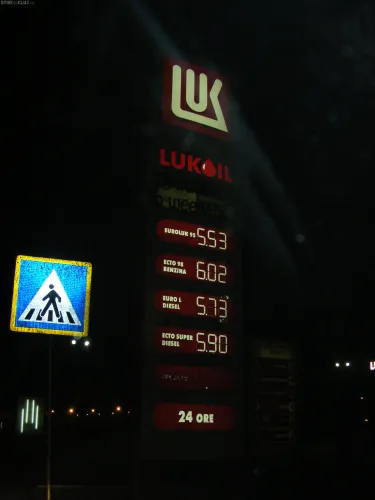 LUK
LUKOIL
EUROLUK 95 5.53
ECTO 98
BENZINA 6.02
EURO L
DIESEL 5.73
ECTO SUPER
DIESEL 5.90
24 ORE